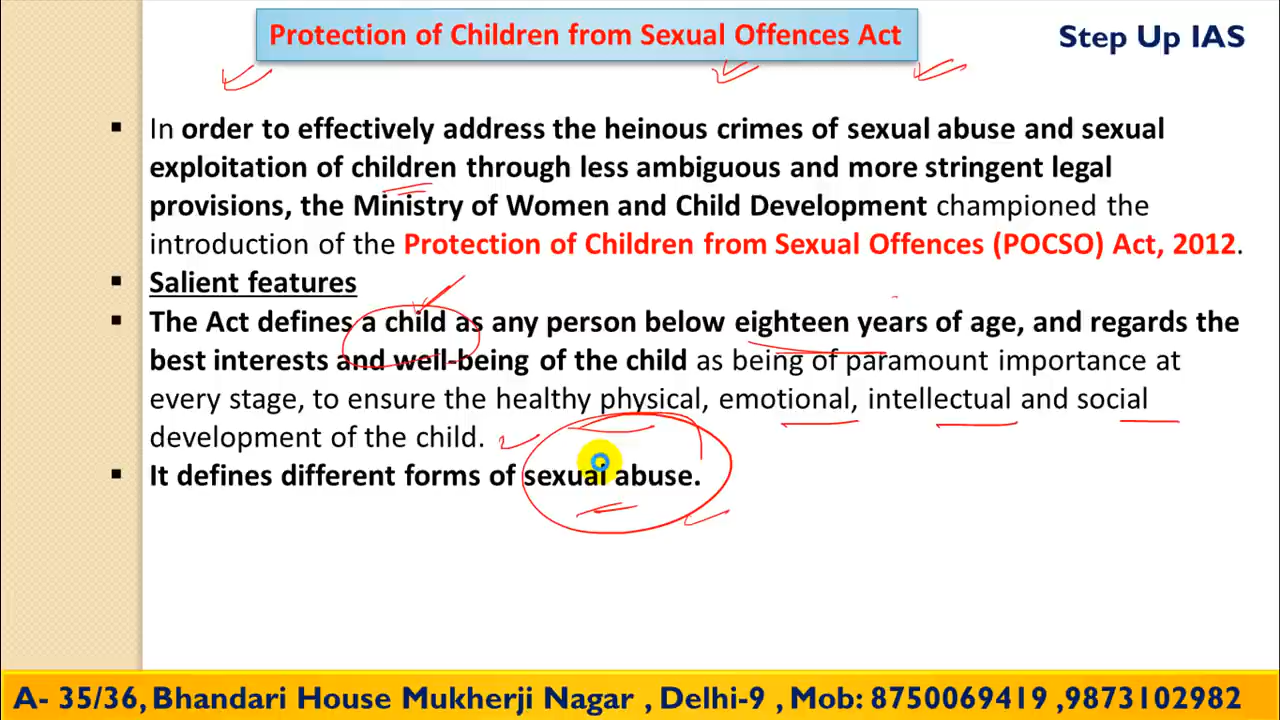 Protection of Children from Sexual Offences Act
Step Up IAS
▪ In order to effectively address the heinous crimes of sexual abuse and sexual
exploitation of children through less ambiguous and more stringent legal
provisions, the Ministry of Women and Child Development championed the
introduction of the Protection of Children from Sexual Offences (POCSO) Act, 2012.
▪ Salient features
▪ The Act defines a child as any person below eighteen years of age, and regards the
best interests and well-being of the child as being of paramount importance at
every stage, to ensure the healthy physical, emotional, intellectual and social
development of the child.
▪ It defines different forms of sexual abuse.
A- 35/36, Bhandari House Mukherji Nagar , Delhi-9 , Mob: 8750069419 ,9873102982